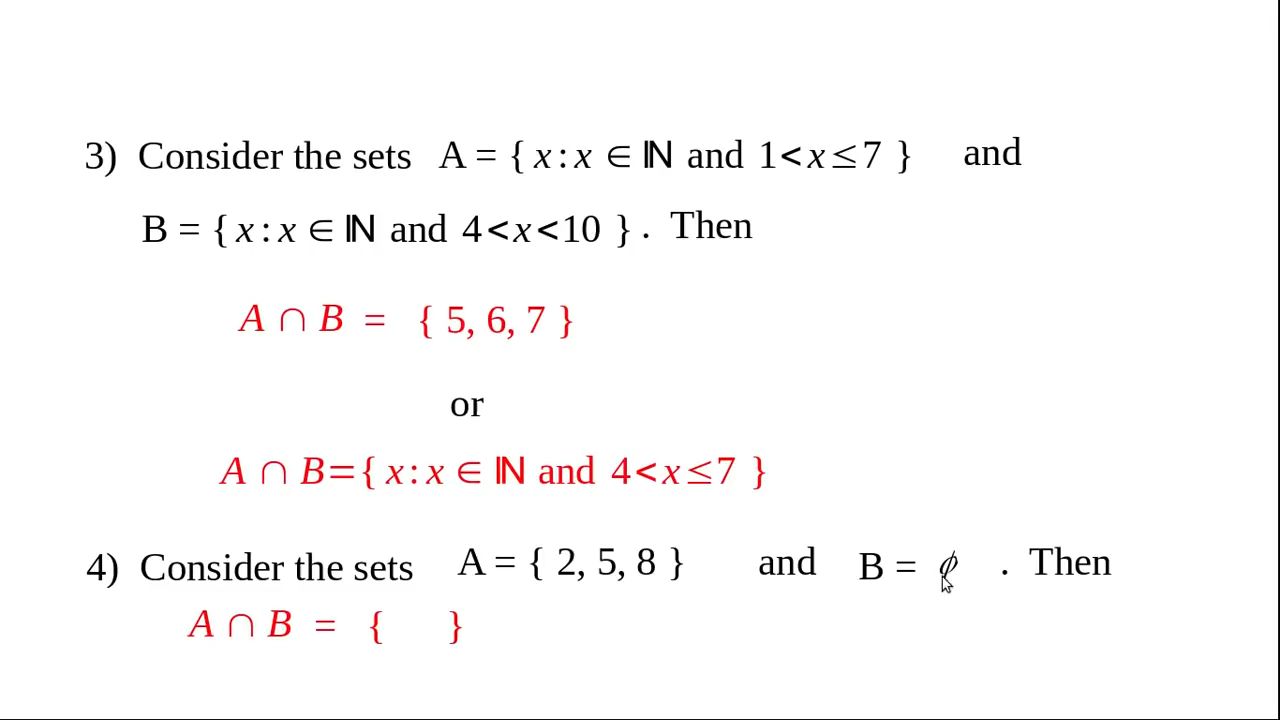 3) Consider the sets A = { x : x ∈ ℕ and 1 < x ≤ 7 } and
B = { x : x ∈ ℕ and 4 < x < 10 } . Then
A ∩ B = { 5, 6, 7 }
or
A ∩ B = { x : x ∈ ℕ and 4 < x ≤ 7 }
4) Consider the sets A = { 2, 5, 8 } and B = ϕ . Then
A ∩ B = { }